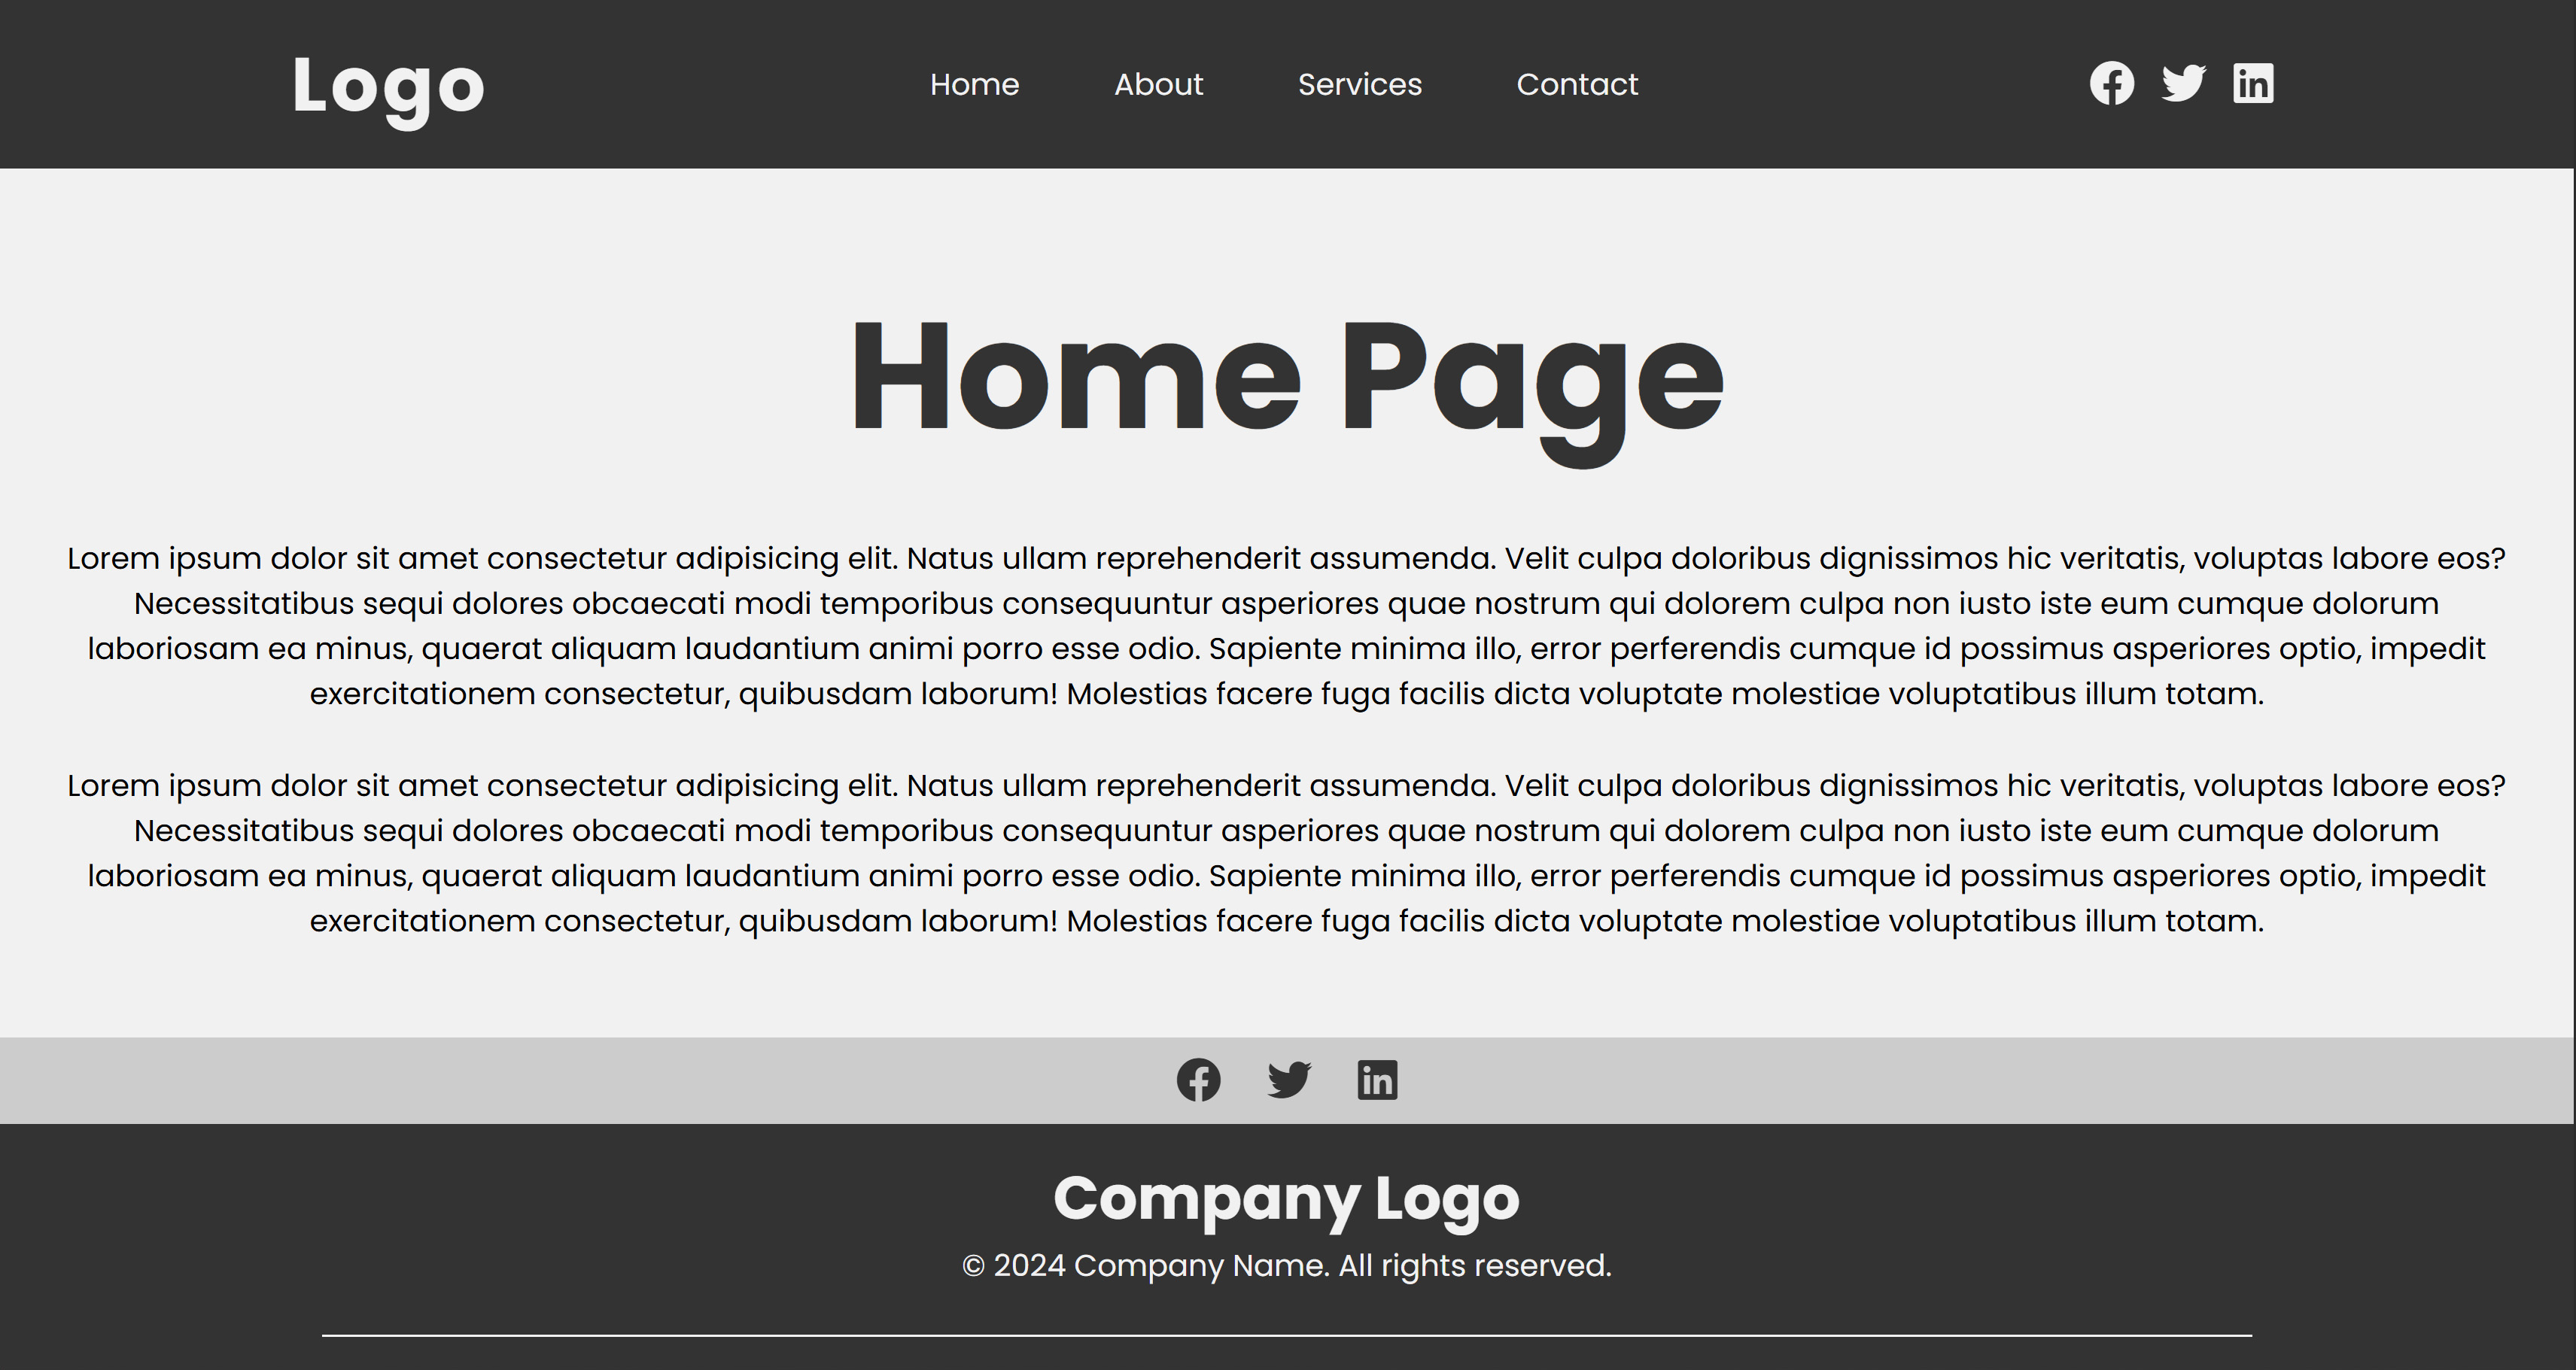 Logo
Home About Services Contact
Home Page
Lorem ipsum dolor sit amet consectetur adipisicing elit. Natus ullam reprehenderit assumenda. Velit culpa doloribus dignissimos hic veritatis, voluptas labore eos?
Necessitatibus sequi dolores obcaecati modi temporibus consequuntur asperiores quae nostrum qui dolorem culpa non iusto iste eum cumque dolorum
laboriosam ea minus, quaerat aliquam laudantium animi porro esse odio. Sapiente minima illo, error perferendis cumque id possimus asperiores optio, impedit
exercitationem consectetur, quibusdam laborum! Molestias facere fuga facilis dicta voluptate molestiae voluptatibus illum totam.
Lorem ipsum dolor sit amet consectetur adipisicing elit. Natus ullam reprehenderit assumenda. Velit culpa doloribus dignissimos hic veritatis, voluptas labore eos?
Necessitatibus sequi dolores obcaecati modi temporibus consequuntur asperiores quae nostrum qui dolorem culpa non iusto iste eum cumque dolorum
laboriosam ea minus, quaerat aliquam laudantium animi porro esse odio. Sapiente minima illo, error perferendis cumque id possimus asperiores optio, impedit
exercitationem consectetur, quibusdam laborum! Molestias facere fuga facilis dicta voluptate molestiae voluptatibus illum totam.
Company Logo
© 2024 Company Name. All rights reserved.